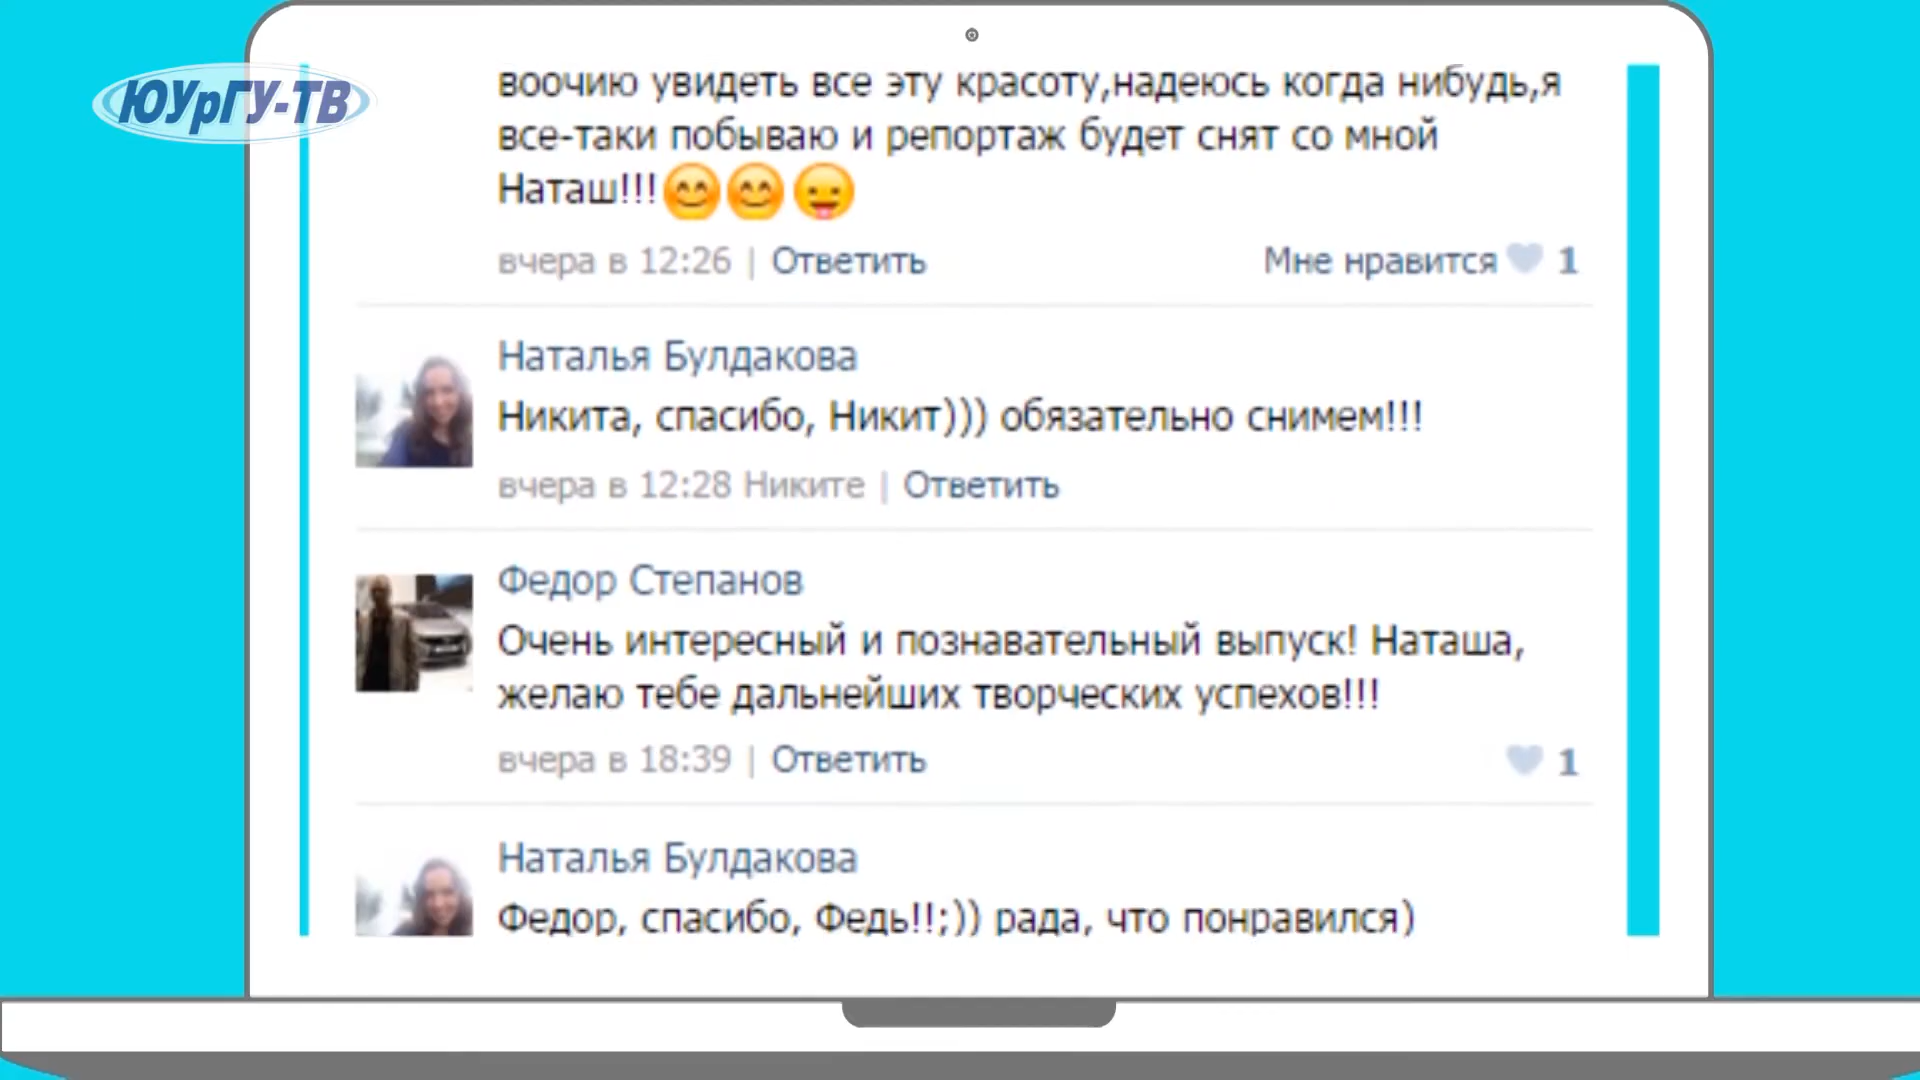 ЮУрГУ-ТВ
воочию увидеть все эту красоту,надеюсь когда нибудь,я
все-таки побываю и репортаж будет снят со мной
Наташ!!!😊😊😛
вчера в 12:26 | Ответить Мне нравится 1
Наталья Булдакова
Никита, спасибо, Никит))) обязательно снимем!!!
вчера в 12:28 Никите | Ответить
Федор Степанов
Очень интересный и познавательный выпуск! Наташа,
желаю тебе дальнейших творческих успехов!!!
вчера в 18:39 | Ответить 1
Наталья Булдакова
Федор, спасибо, Федь!!;)) рада, что понравился)